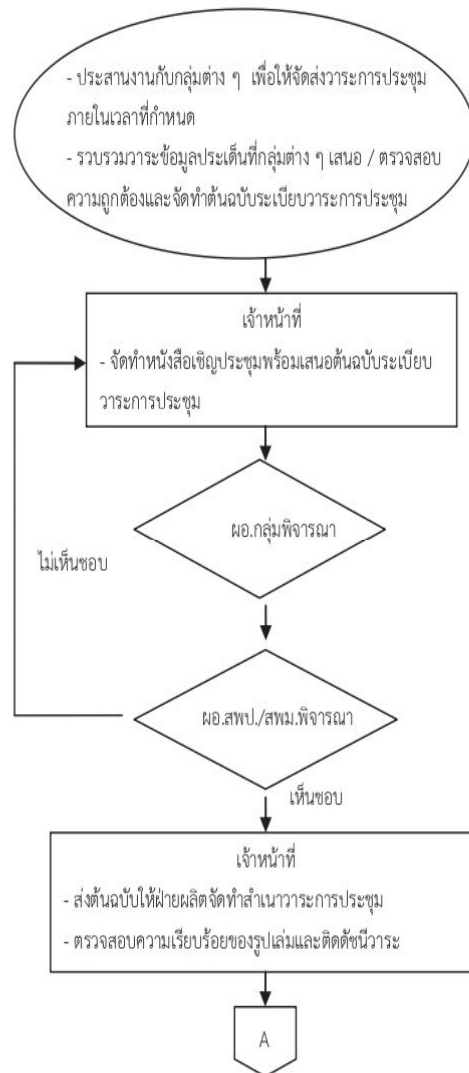 - ประสานงานกับกลุ่มต่าง ๆ เพื่อให้จัดส่งวาระการประชุม
ภายในเวลาที่กำหนด
- รวบรวมวาระข้อมูลประเด็นที่กลุ่มต่าง ๆ เสนอ / ตรวจสอบ
ความถูกต้องและจัดทำต้นฉบับระเบียบวาระการประชุม
เจ้าหน้าที่
- จัดทำหนังสือเชิญประชุมพร้อมเสนอต้นฉบับระเบียบ
วาระการประชุม
ผอ.กลุ่มพิจารณา
ไม่เห็นชอบ
ผอ.สพป./สพม.พิจารณา
เห็นชอบ
เจ้าหน้าที่
- ส่งต้นฉบับให้ฝ่ายผลิตจัดทำสำเนาวาระการประชุม
- ตรวจสอบความเรียบร้อยของรูปเล่มและติดดัชนีวาระ
A